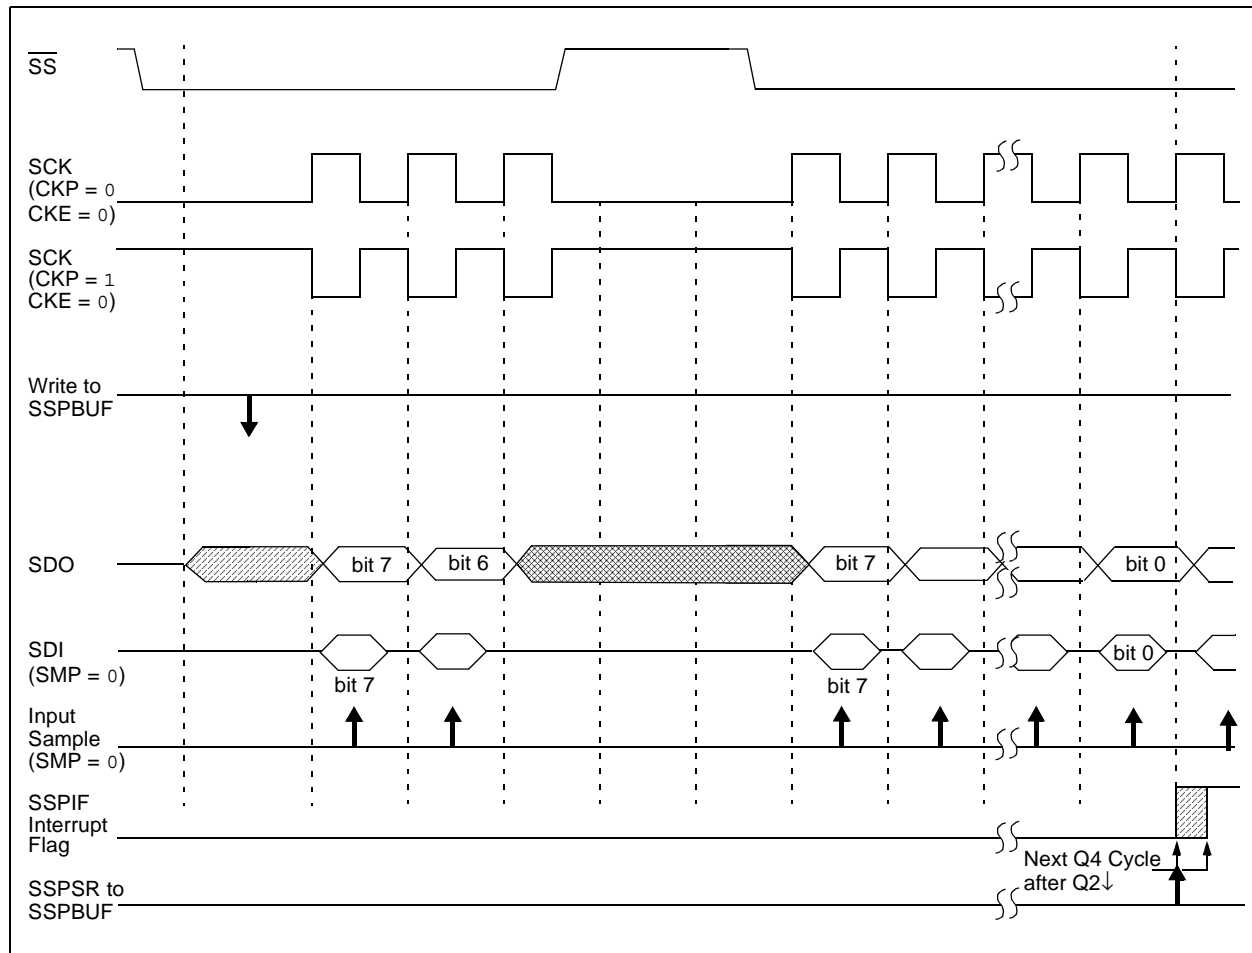 SS
SCK
(CKP = 0
CKE = 0)
SCK
(CKP = 1
CKE = 0)
Write to
SSPBUF
SDO
bit 7
bit 6
bit 7
bit 0
SDI
(SMP = 0)
bit 7
bit 7
bit 0
Input
Sample
(SMP = 0)
SSPIF
Interrupt
Flag
Next Q4 Cycle
after Q2↓
SSPSR to
SSPBUF